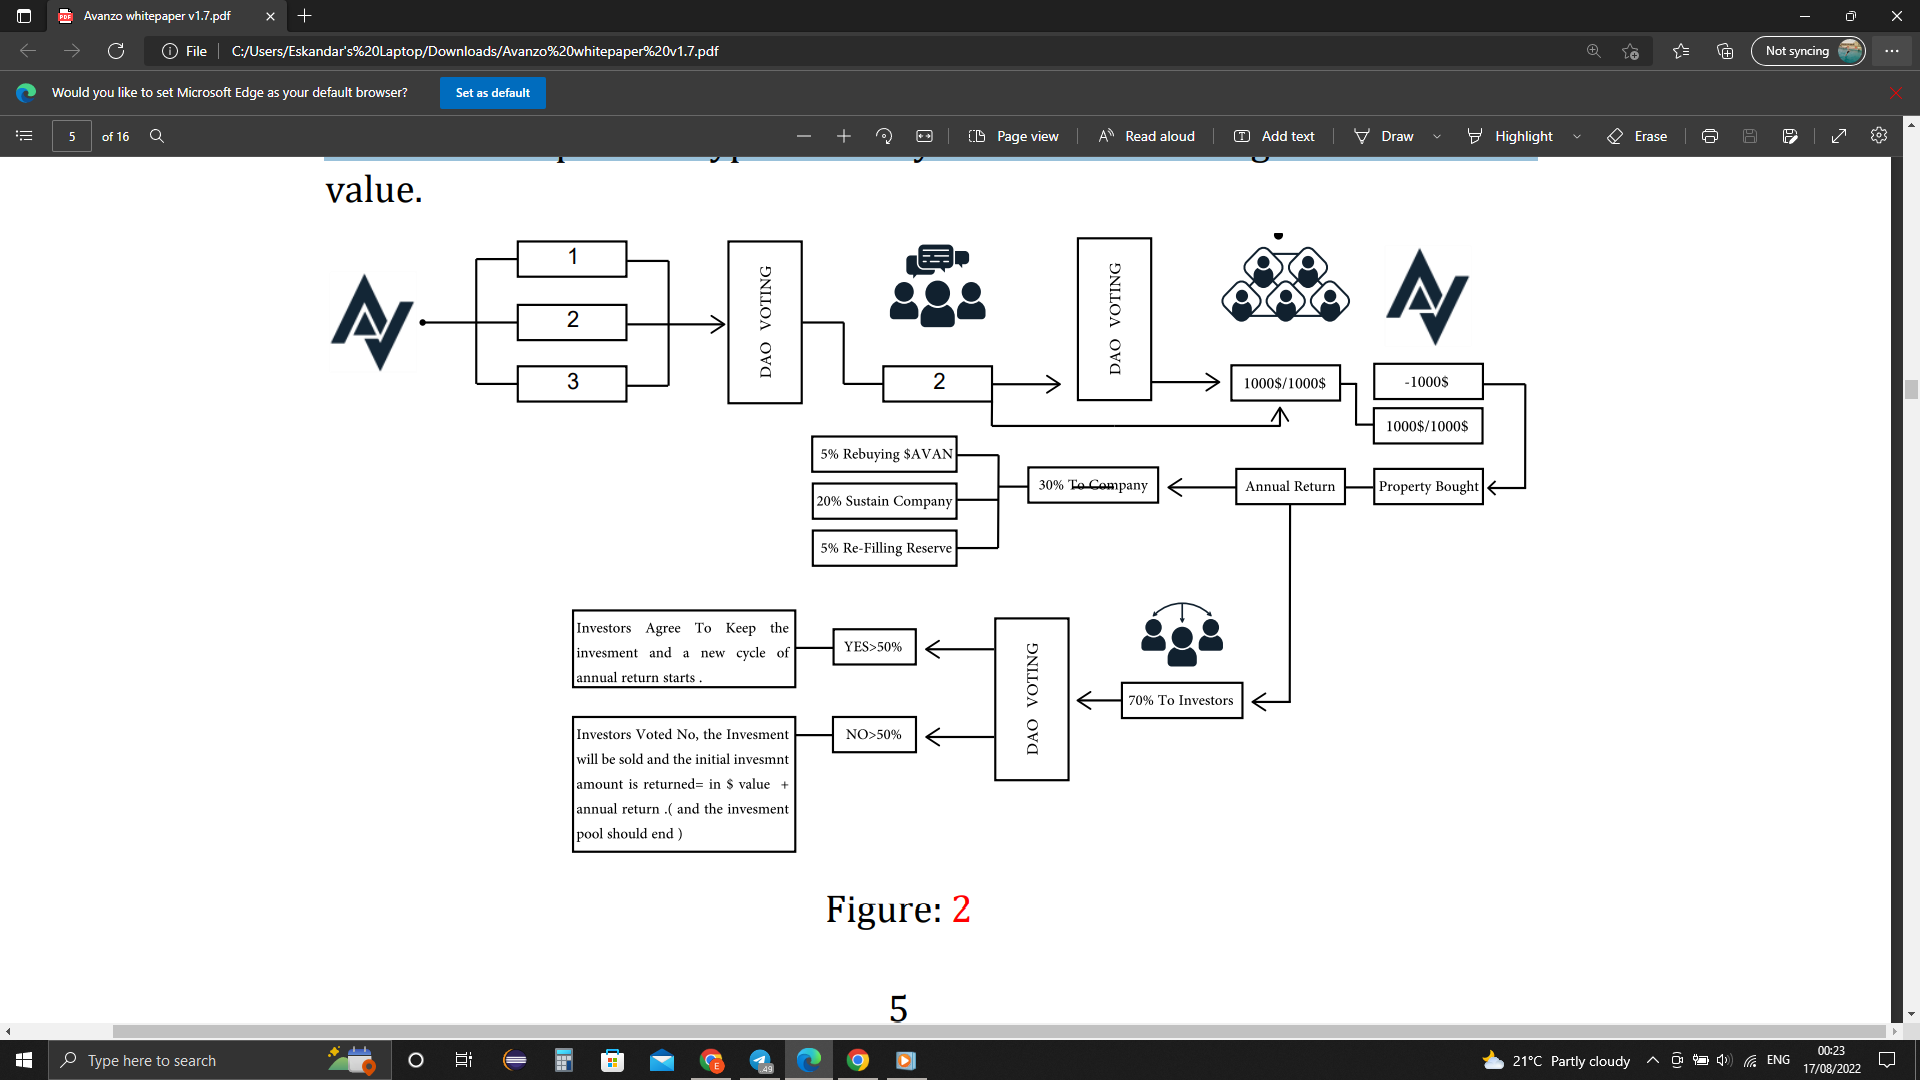 Avanzo whitepaper v1.7.pdf
File
C:/Users/Eskandar's%20Laptop/Downloads/Avanzo%20whitepaper%20v1.7.pdf
Not syncing
Would you like to set Microsoft Edge as your default browser?
Set as default
5
of 16
Page view
Read aloud
Add text
Draw
Highlight
Erase
value.
1
2
3
DAO VOTING
2
DAO VOTING
1000$/1000$
-1000$
1000$/1000$
5% Rebuying $AVAN
20% Sustain Company
5% Re-Filling Reserve
30% To Company
Annual Return
Property Bought
Investors Agree To Keep the
invesment and a new cycle of
annual return starts .
YES>50%
DAO VOTING
70% To Investors
Investors Voted No, the Invesment
will be sold and the initial invesmnt
amount is returned= in $ value +
annual return .( and the invesment
pool should end )
NO>50%
Figure: 2
5
Type here to search
21°C Partly cloudy
ENG
00:23
17/08/2022